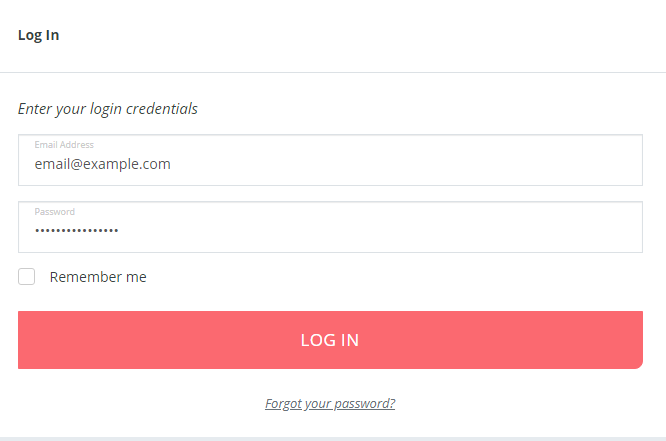 Log In
Enter your login credentials
Email Address
email@example.com
Password
••••••••••••••••
Remember me
LOG IN
Forgot your password?